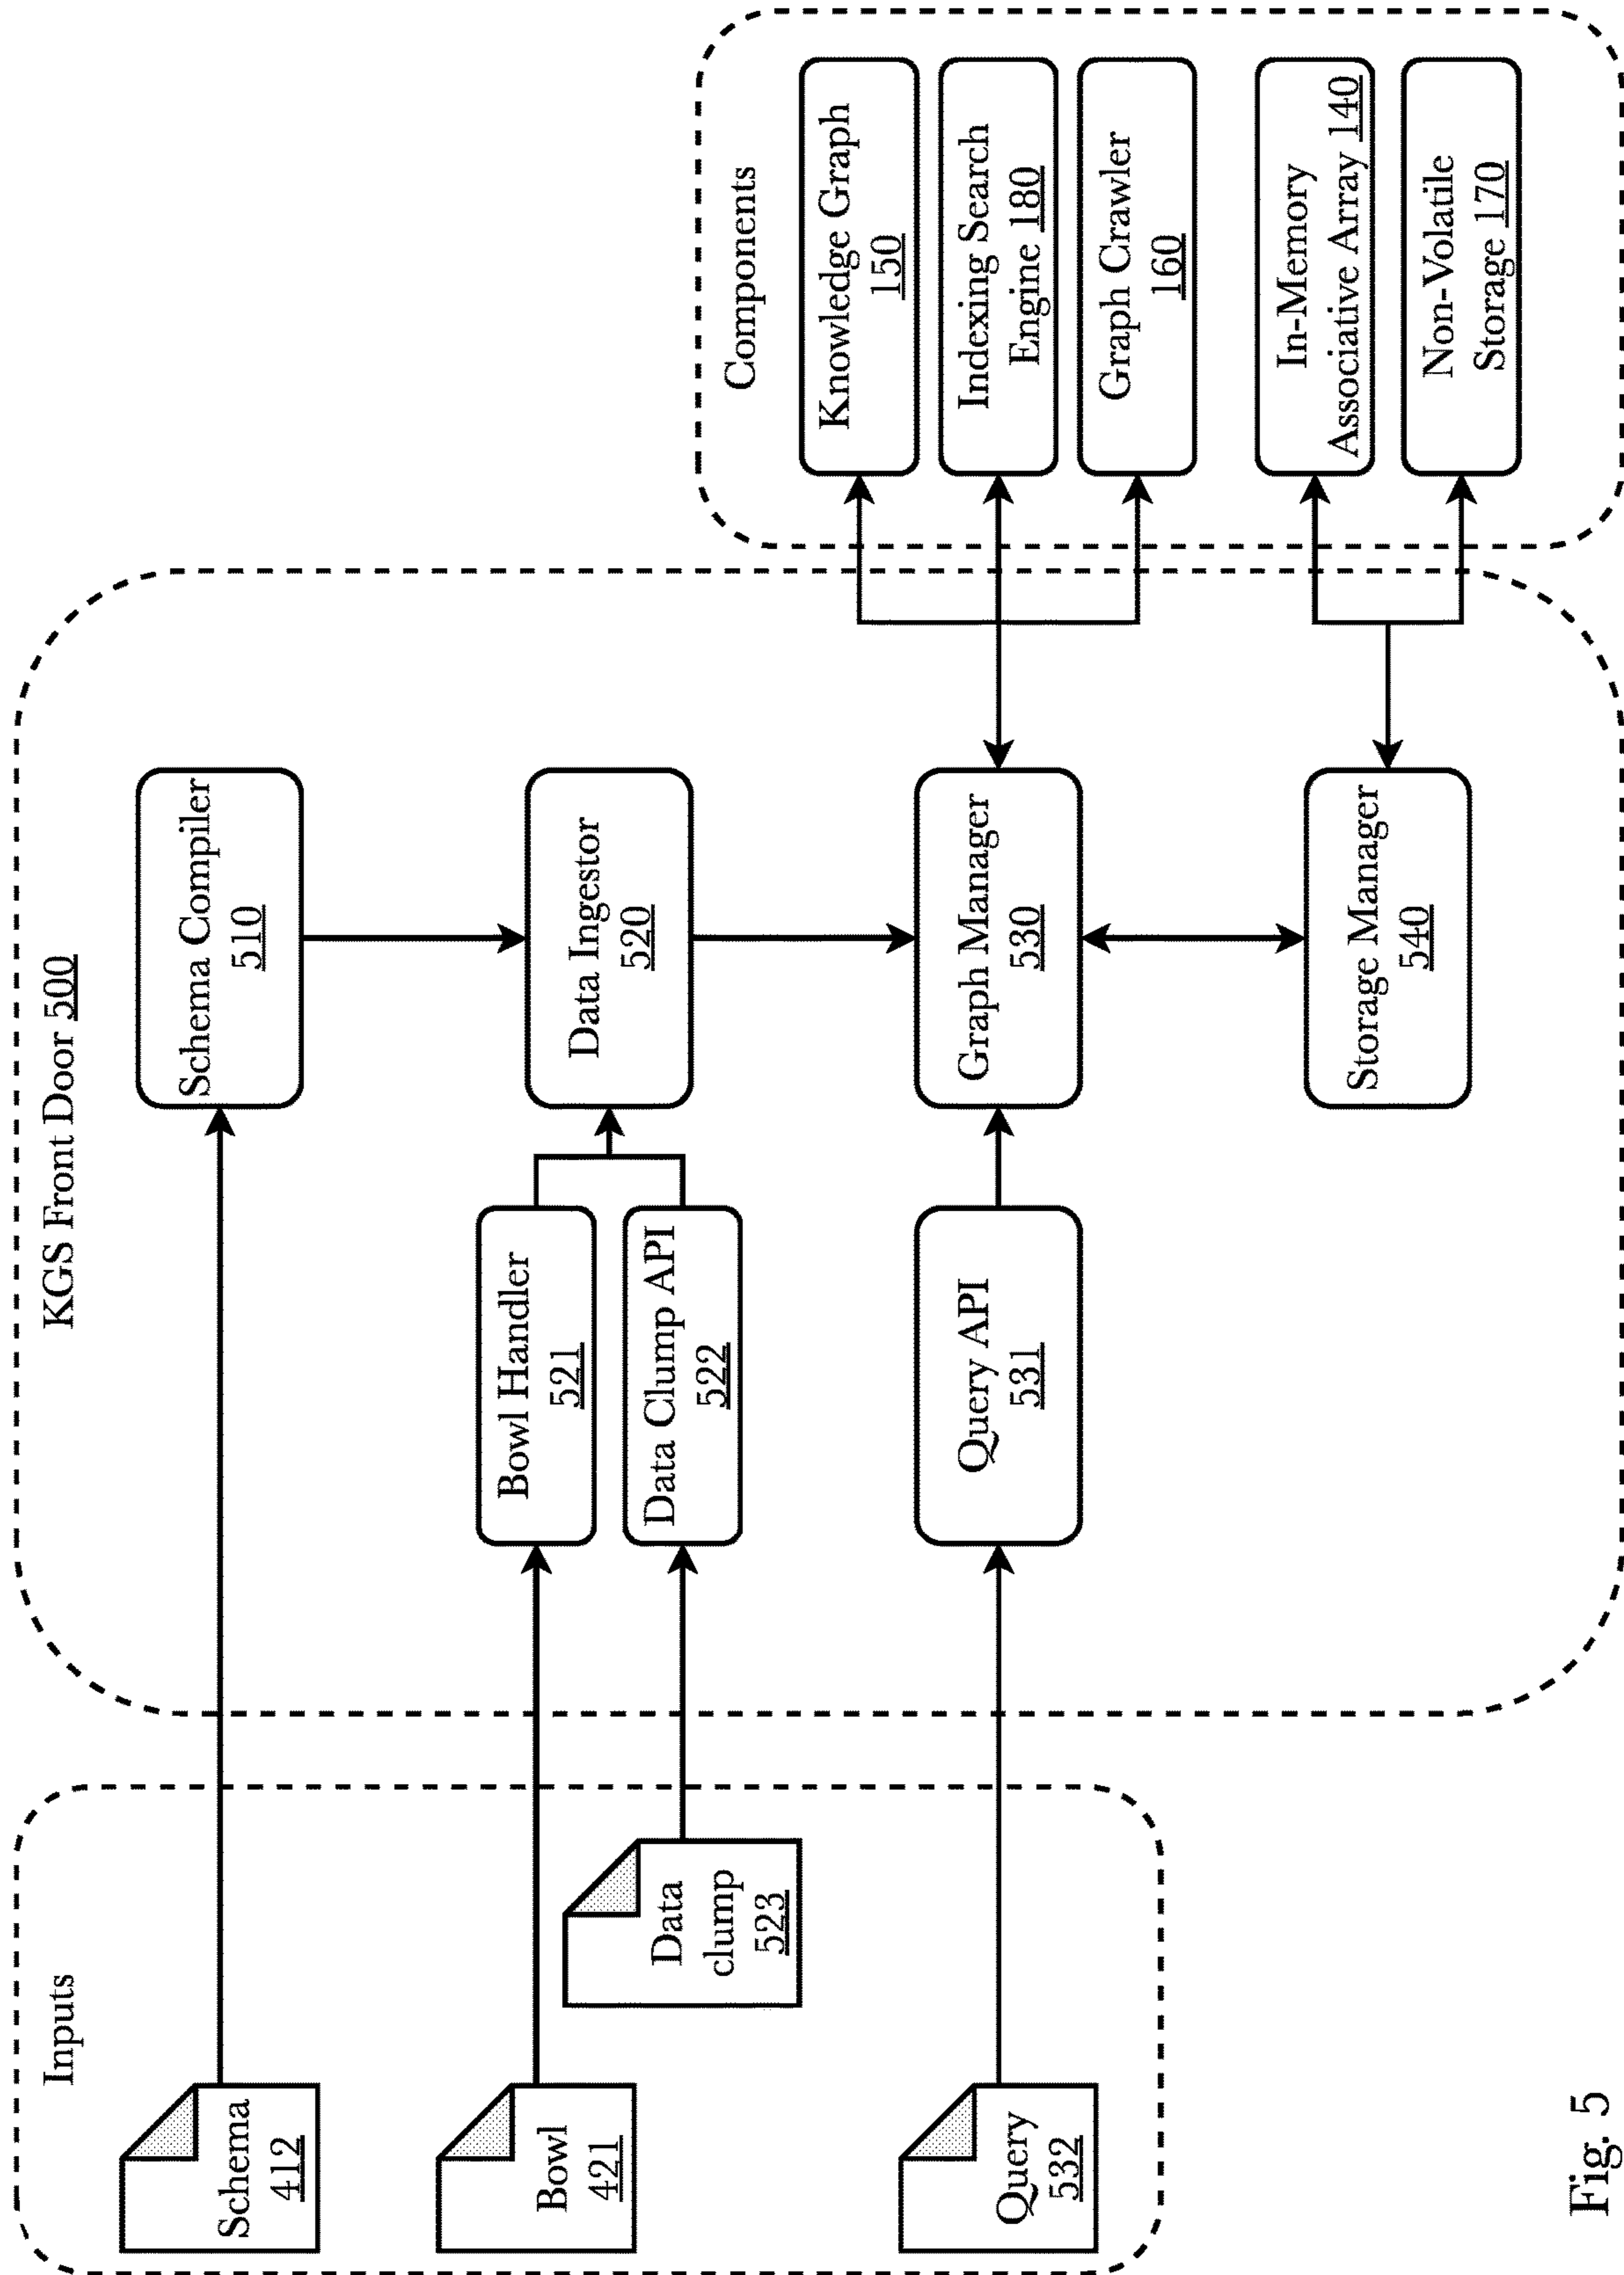 Inputs
Schema
412
Bowl
421
Data
clump
523
Query
532
KGS Front Door 500
Schema Compiler
510
Bowl Handler
521
Data Clump API
522
Data Ingestor
520
Query API
531
Graph Manager
530
Storage Manager
540
Components
Knowledge Graph
150
Indexing Search
Engine 180
Graph Crawler
160
In-Memory
Associative Array 140
Non-Volatile
Storage 170
Fig. 5